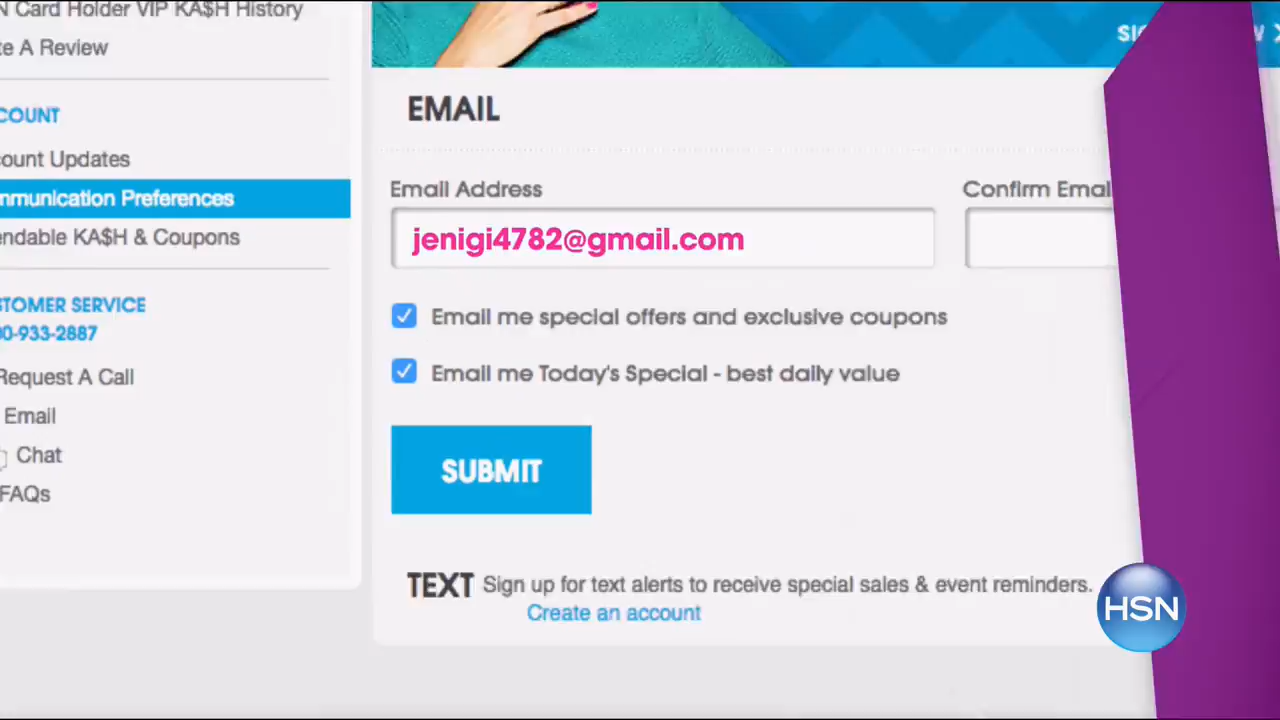 N Card Holder VIP KA$H History
te A Review
COUNT
count Updates
mmunication Preferences
endable KA$H & Coupons
STOMER SERVICE
00-933-2887
Request A Call
Email
Chat
FAQs
EMAIL
Email Address
Confirm Email
jenigi4782@gmail.com
Email me special offers and exclusive coupons
Email me Today's Special - best daily value
SUBMIT
TEXT Sign up for text alerts to receive special sales & event reminders.
Create an account
HSN